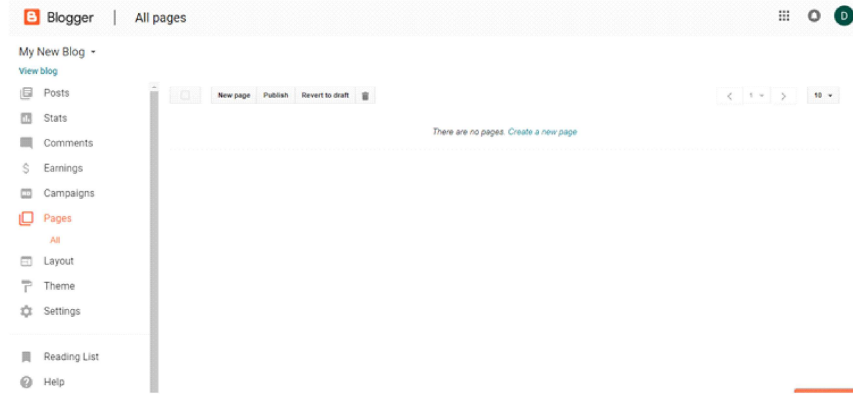 Blogger | All pages
D
My New Blog
View blog
Posts
Stats
Comments
$ Earnings
Campaigns
Pages
All
Layout
Theme
Settings
Reading List
Help
New page Publish Revert to draft
1
10
There are no pages. Create a new page